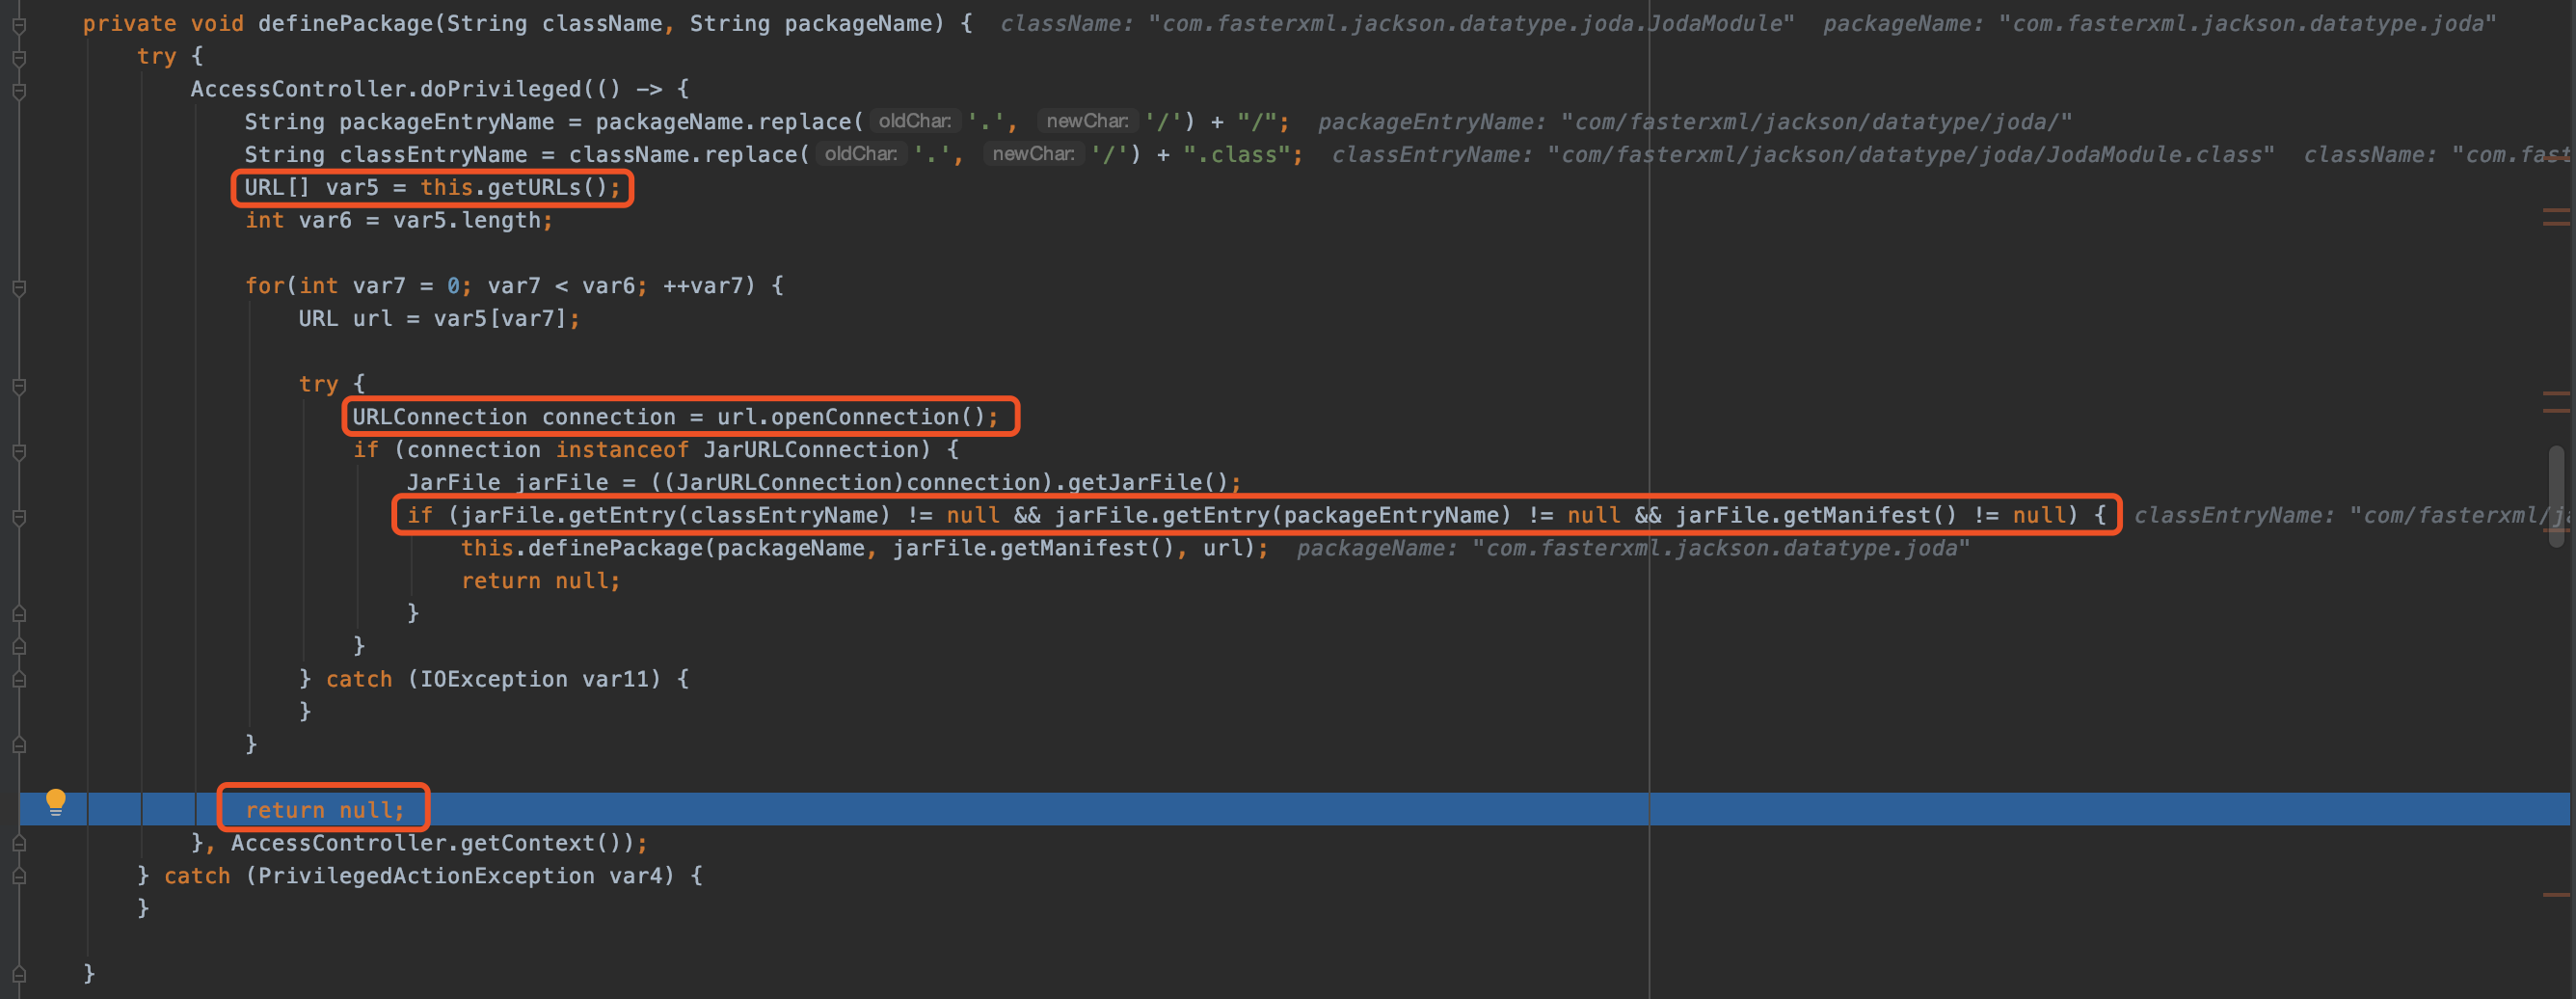 private void definePackage(String className, String packageName) {  className: "com.fasterxml.jackson.datatype.joda.JodaModule"  packageName: "com.fasterxml.jackson.datatype.joda"
try {
AccessController.doPrivileged(() -> {
String packageEntryName = packageName.replace( oldChar: '.', newChar: '/') + "/";  packageEntryName: "com/fasterxml/jackson/datatype/joda/"
String classEntryName = className.replace( oldChar: '.', newChar: '/') + ".class";  classEntryName: "com/fasterxml/jackson/datatype/joda/JodaModule.class"  className: "com.fast
URL[] var5 = this.getURLs();
int var6 = var5.length;
for(int var7 = 0; var7 < var6; ++var7) {
URL url = var5[var7];
try {
URLConnection connection = url.openConnection();
if (connection instanceof JarURLConnection) {
JarFile jarFile = ((JarURLConnection)connection).getJarFile();
if (jarFile.getEntry(classEntryName) != null && jarFile.getEntry(packageEntryName) != null && jarFile.getManifest() != null) {  classEntryName: "com/fasterxml/ja
this.definePackage(packageName, jarFile.getManifest(), url);  packageName: "com.fasterxml.jackson.datatype.joda"
return null;
}
}
} catch (IOException var11) {
}
}
return null;
}, AccessController.getContext());
} catch (PrivilegedActionException var4) {
}
}